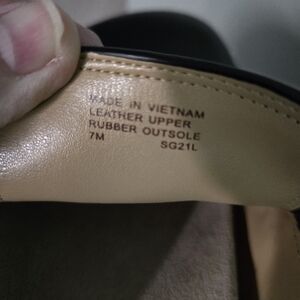 MADE IN VIETNAM
LEATHER UPPER
RUBBER OUTSOLE
7M SG21L